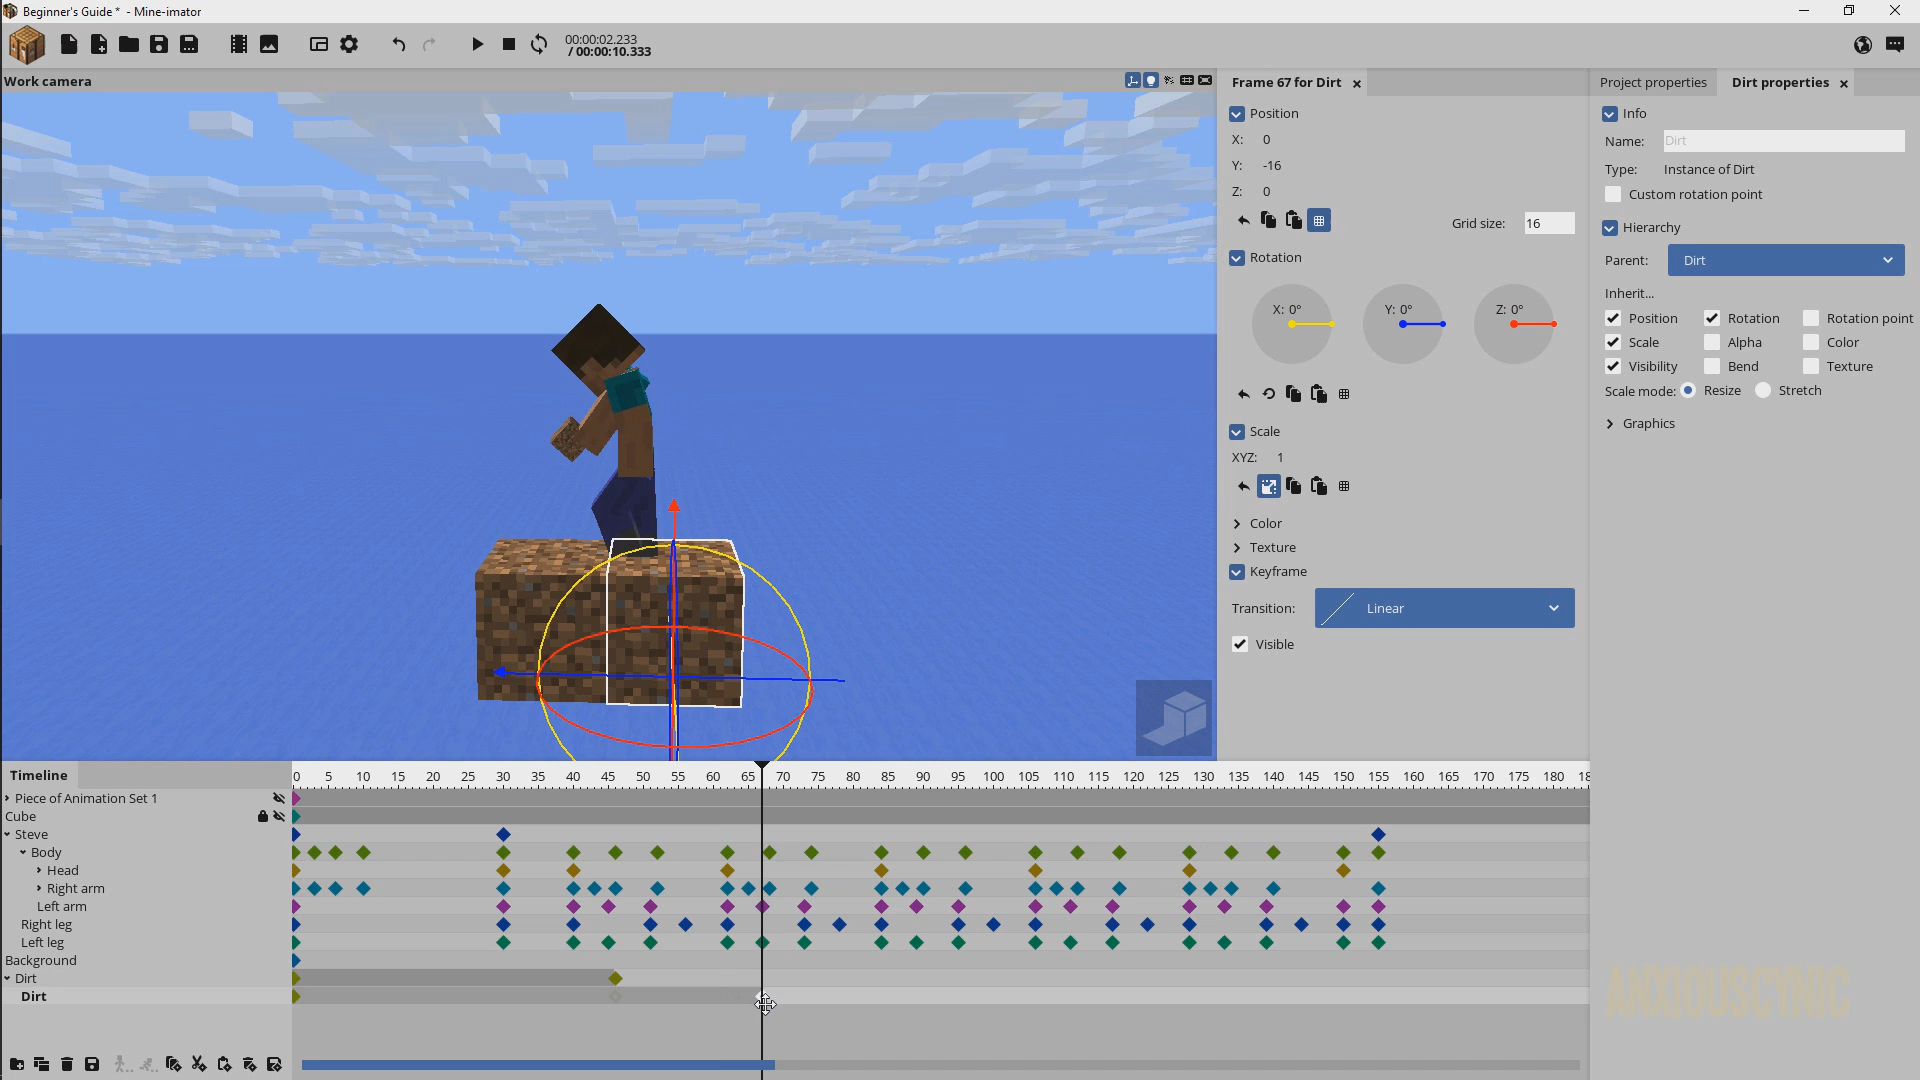 Beginner's Guide * - Mine-imator
00:00:02.233
/ 00:00:10.333
Work camera
Frame 67 for Dirt
Position
X: 0
Y: -16
Z: 0
Grid size: 16
Rotation
X: 0° Y: 0° Z: 0°
Scale
XYZ: 1
Color
Texture
Keyframe
Transition: Linear
Visible
Project properties Dirt properties
Info
Name: Dirt
Type: Instance of Dirt
Custom rotation point
Hierarchy
Parent: Dirt
Inherit...
Position Rotation Rotation point
Scale Alpha Color
Visibility Bend Texture
Scale mode: Resize Stretch
Graphics
Timeline
0 5 10 15 20 25 30 35 40 45 50 55 60 65 70 75 80 85 90 95 100 105 110 115 120 125 130 135 140 145 150 155 160 165 170 175 180 18
Piece of Animation Set 1
Cube
Steve
Body
Head
Right arm
Left arm
Right leg
Left leg
Background
Dirt
Dirt
ANXIOUSCYNIC